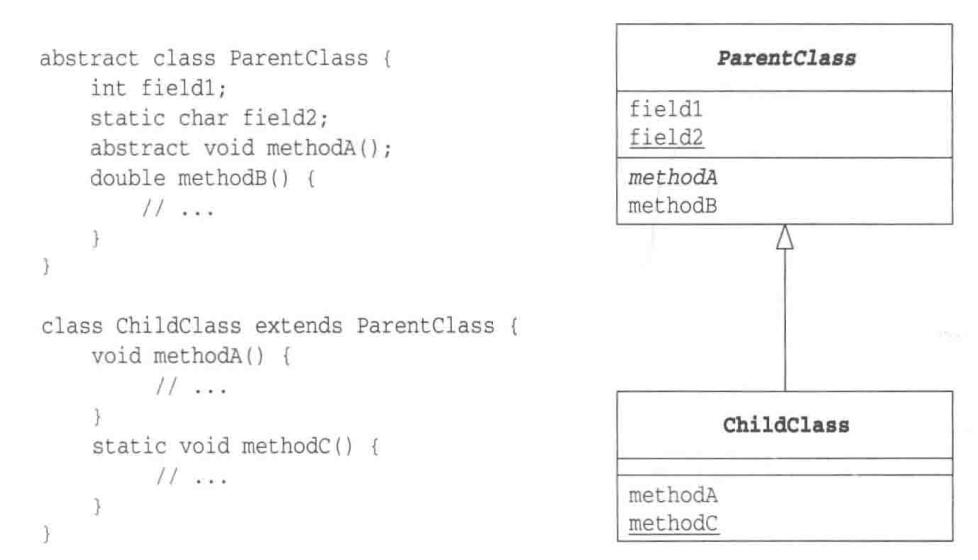 abstract class ParentClass {
    int field1;
    static char field2;
    abstract void methodA();
    double methodB() {
        // ...
    }
}
class ChildClass extends ParentClass {
    void methodA() {
        // ...
    }
    static void methodC() {
        // ...
    }
}
ParentClass
field1
field2
methodA
methodB
ChildClass
methodA
methodC